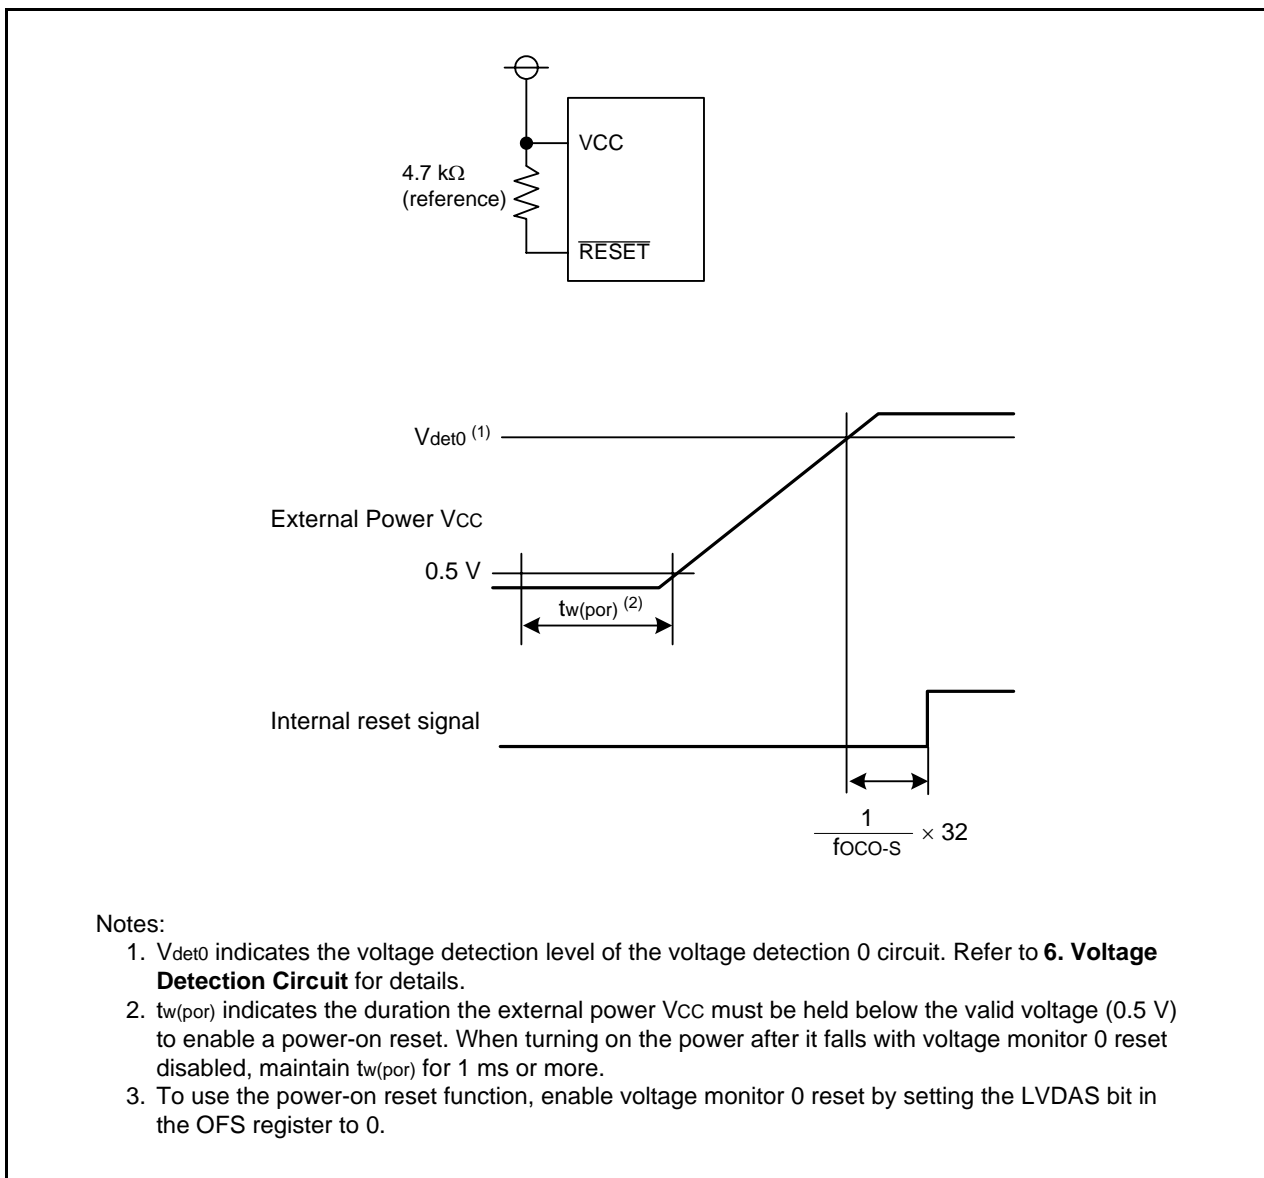 VCC
4.7 kΩ
(reference)
RESET
Vdet0 (1)
External Power VCC
0.5 V
tw(por) (2)
Internal reset signal
1
fOCO-S
× 32
Notes:
1. Vdet0 indicates the voltage detection level of the voltage detection 0 circuit. Refer to 6. Voltage
Detection Circuit for details.
2. tw(por) indicates the duration the external power VCC must be held below the valid voltage (0.5 V)
to enable a power-on reset. When turning on the power after it falls with voltage monitor 0 reset
disabled, maintain tw(por) for 1 ms or more.
3. To use the power-on reset function, enable voltage monitor 0 reset by setting the LVDAS bit in
the OFS register to 0.